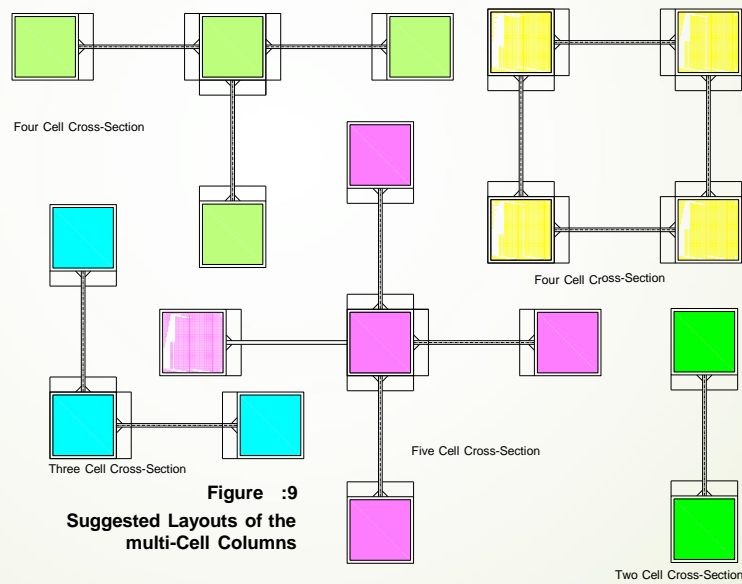 Four Cell Cross-Section
Four Cell Cross-Section
Five Cell Cross-Section
Three Cell Cross-Section
Figure :9
Suggested Layouts of the
multi-Cell Columns
Two Cell Cross-Section